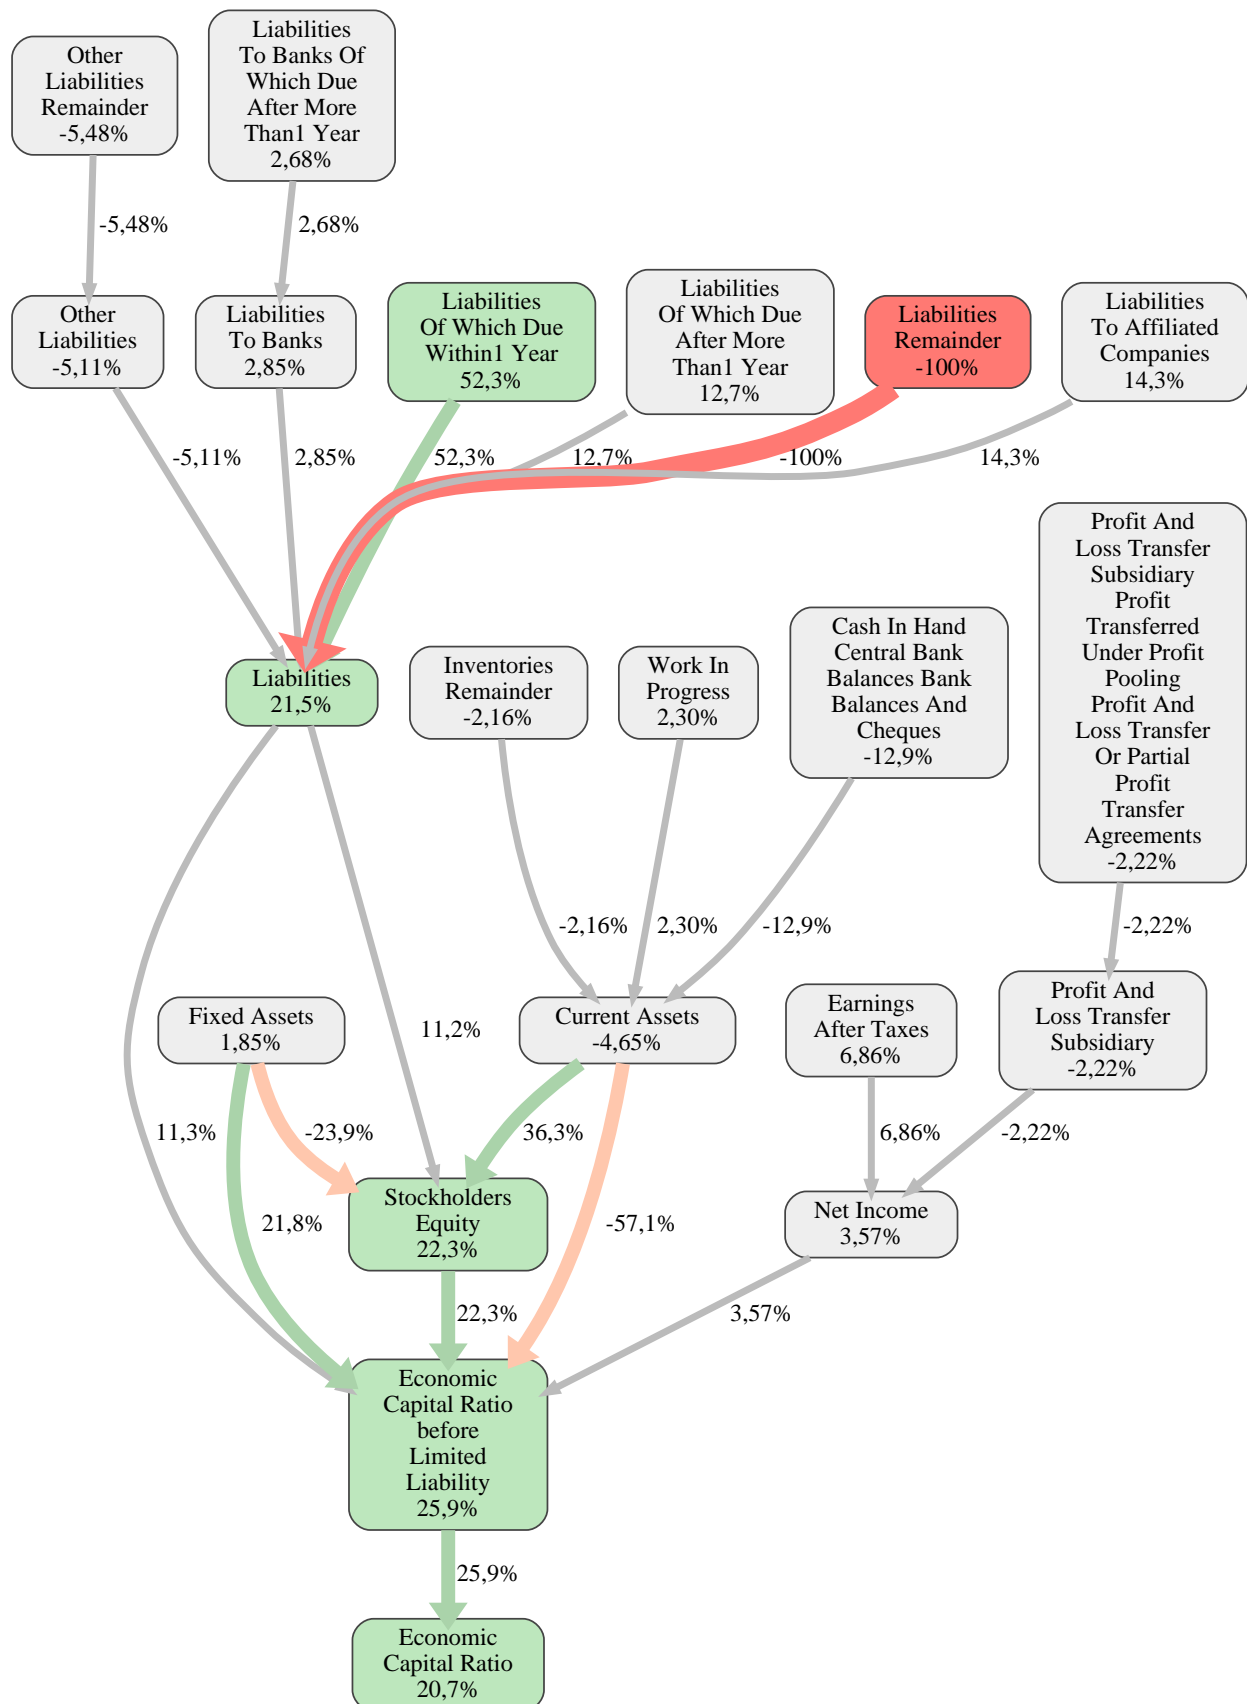 Other
Liabilities
Remainder
-5,48%
Liabilities
To Banks Of
Which Due
After More
Than1 Year
2,68%
-5,48%
2,68%
Other
Liabilities
-5,11%
Liabilities
To Banks
2,85%
Liabilities
Of Which Due
Within1 Year
52,3%
Liabilities
Of Which Due
After More
Than1 Year
12,7%
Liabilities
Remainder
-100%
Liabilities
To Affiliated
Companies
14,3%
-5,11%
2,85%
52,3%
12,7%
-100%
14,3%
Profit And
Loss Transfer
Subsidiary
Profit
Transferred
Under Profit
Pooling
Profit And
Loss Transfer
Or Partial
Profit
Transfer
Agreements
-2,22%
Liabilities
21,5%
Inventories
Remainder
-2,16%
Work In
Progress
2,30%
Cash In Hand
Central Bank
Balances Bank
Balances And
Cheques
-12,9%
-2,16%
2,30%
-12,9%
-2,22%
Fixed Assets
1,85%
11,2%
Current Assets
-4,65%
Earnings
After Taxes
6,86%
Profit And
Loss Transfer
Subsidiary
-2,22%
11,3%
-23,9%
36,3%
6,86%
-2,22%
21,8%
Stockholders
Equity
22,3%
-57,1%
Net Income
3,57%
22,3%
3,57%
Economic
Capital Ratio
before
Limited
Liability
25,9%
25,9%
Economic
Capital Ratio
20,7%